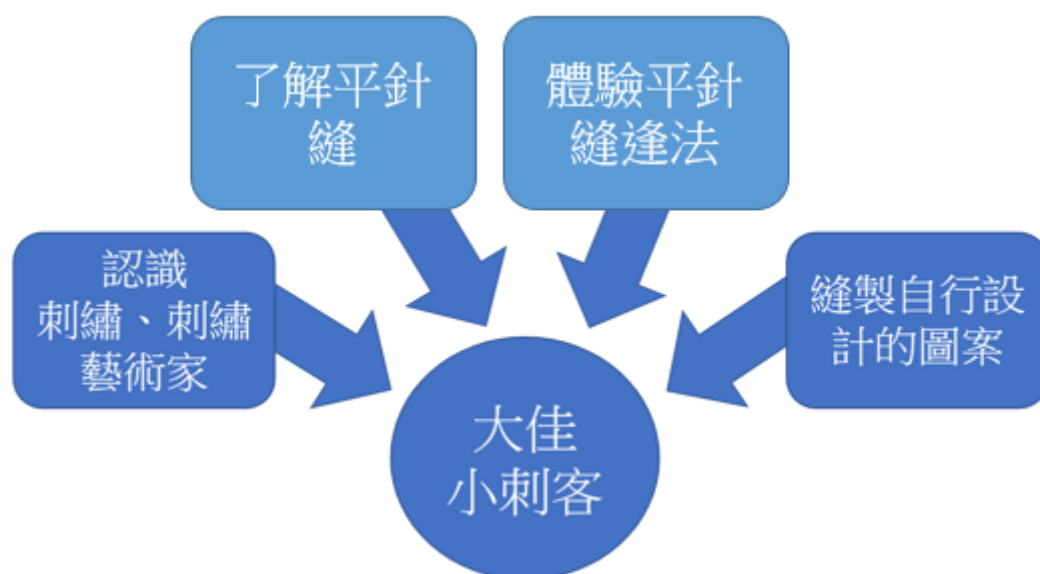 了解平針
縫
體驗平針
縫逢法
認識
刺繡、刺繡
藝術家
縫製自行設
計的圖案
大佳
小刺客